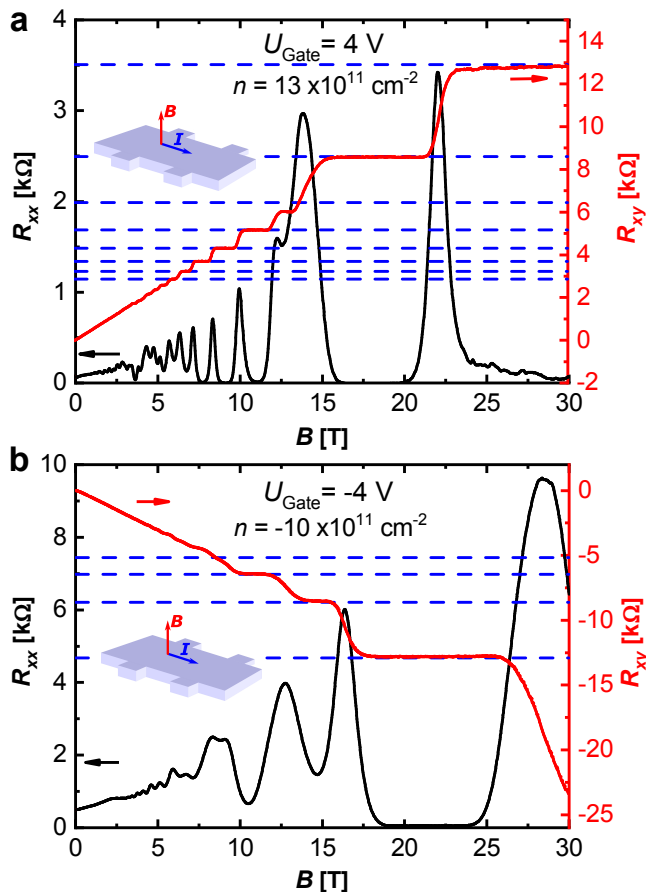 a
U_Gate = 4 V
n = 13 x10^11 cm^-2
B
I
R_xx [kΩ]
4
3
2
1
0
R_xy [kΩ]
14
12
10
8
6
4
2
0
-2
0 5 10 15 20 25 30
B [T]
b
U_Gate = -4 V
n = -10 x10^11 cm^-2
B
I
R_xx [kΩ]
10
8
6
4
2
0
R_xy [kΩ]
0
-5
-10
-15
-20
-25
0 5 10 15 20 25 30
B [T]